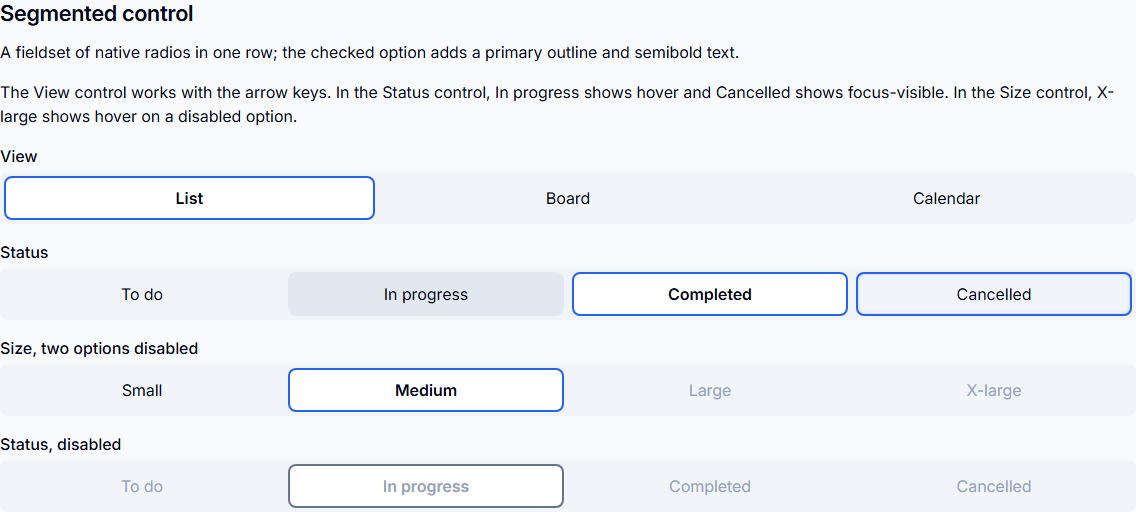 Segmented control
A fieldset of native radios in one row; the checked option adds a primary outline and semibold text.
The View control works with the arrow keys. In the Status control, In progress shows hover and Cancelled shows focus-visible. In the Size control, X-
large shows hover on a disabled option.
View
List Board Calendar
Status
To do In progress Completed Cancelled
Size, two options disabled
Small Medium Large X-large
Status, disabled
To do In progress Completed Cancelled